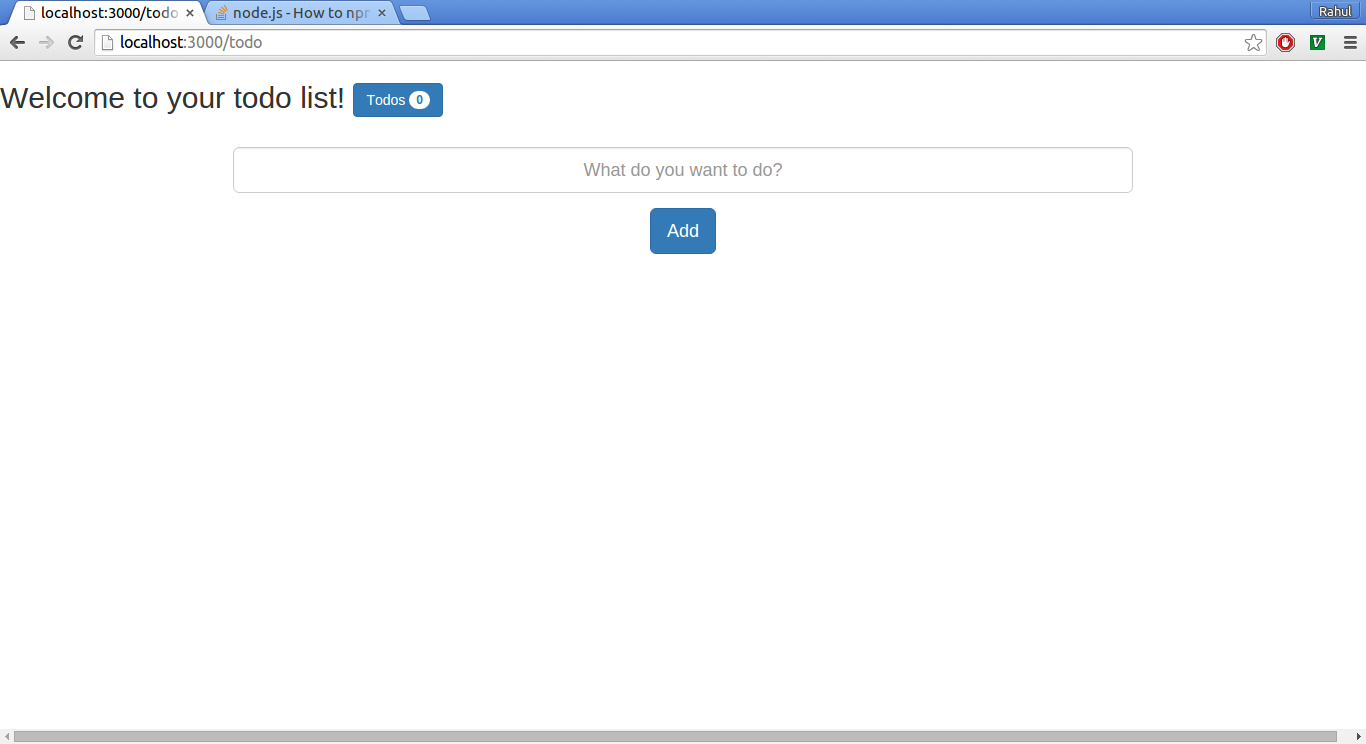 localhost:3000/todo
node.js - How to npr
Rahul
localhost:3000/todo
V
Welcome to your todo list! Todos 0
What do you want to do?
Add